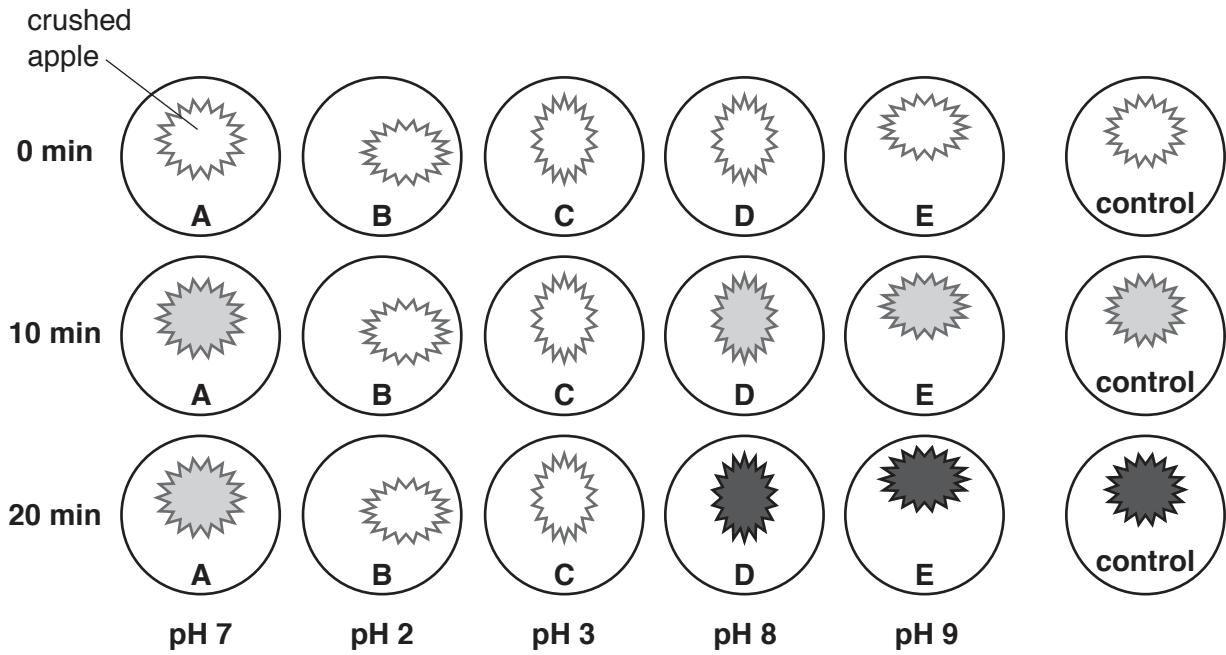 crushed
apple
0 min
A
B
C
D
E
control
10 min
A
B
C
D
E
control
20 min
A
B
C
D
E
control
pH 7
pH 2
pH 3
pH 8
pH 9